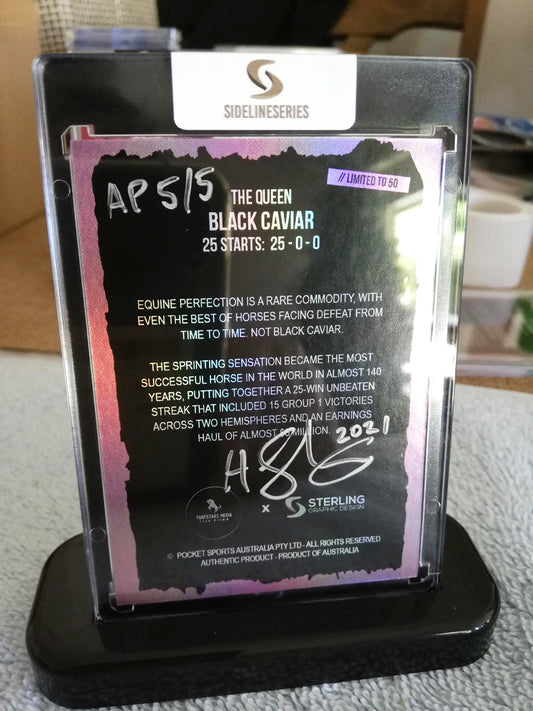 SIDELINESERIES
AP 5/5
// LIMITED TO 50
THE QUEEN
BLACK CAVIAR
25 STARTS: 25 - 0 - 0
EQUINE PERFECTION IS A RARE COMMODITY, WITH
EVEN THE BEST OF HORSES FACING DEFEAT FROM
TIME TO TIME. NOT BLACK CAVIAR.
THE SPRINTING SENSATION BECAME THE MOST
SUCCESSFUL HORSE IN THE WORLD IN ALMOST 140
YEARS, PUTTING TOGETHER A 25-WIN UNBEATEN
STREAK THAT INCLUDED 15 GROUP 1 VICTORIES
ACROSS TWO HEMISPHERES AND AN EARNINGS
HAUL OF ALMOST MILLION.
2021
TURFSTARS MEDIA
x
STERLING
GRAPHIC DESIGN
© POCKET SPORTS AUSTRALIA PTY LTD - ALL RIGHTS RESERVED
AUTHENTIC PRODUCT - PRODUCT OF AUSTRALIA